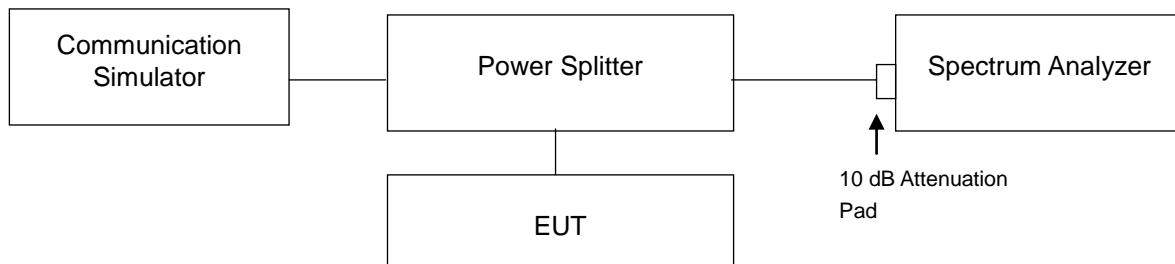 Communication
Simulator
Power Splitter
Spectrum Analyzer
10 dB Attenuation
Pad
EUT